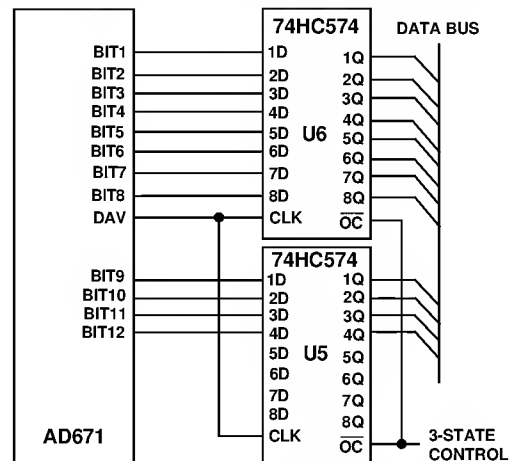 74HC574
DATA BUS
BIT1
BIT2
BIT3
BIT4
BIT5
BIT6
BIT7
BIT8
DAV
1D
2D
3D
4D
5D
6D
7D
8D
CLK
U6
1Q
2Q
3Q
4Q
5Q
6Q
7Q
8Q
OC
74HC574
BIT9
BIT10
BIT11
BIT12
1D
2D
3D
4D
5D
6D
7D
8D
CLK
U5
1Q
2Q
3Q
4Q
5Q
6Q
7Q
8Q
OC
AD671
3-STATE
CONTROL